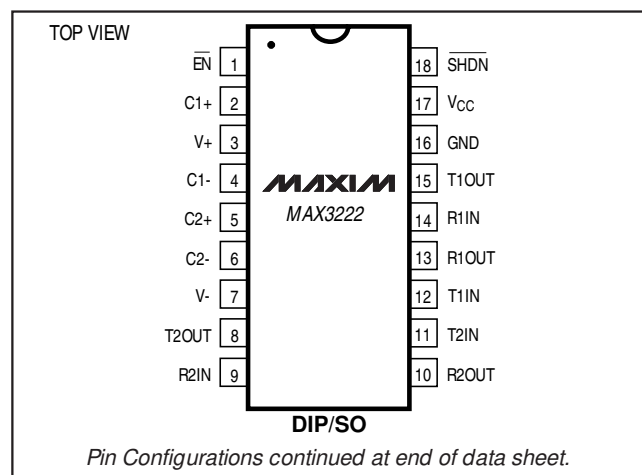 TOP VIEW
EN 1
C1+ 2
V+ 3
C1- 4
C2+ 5
C2- 6
V- 7
T2OUT 8
R2IN 9
MAXIM
MAX3222
18 SHDN
17 VCC
16 GND
15 T1OUT
14 R1IN
13 R1OUT
12 T1IN
11 T2IN
10 R2OUT
DIP/SO
Pin Configurations continued at end of data sheet.